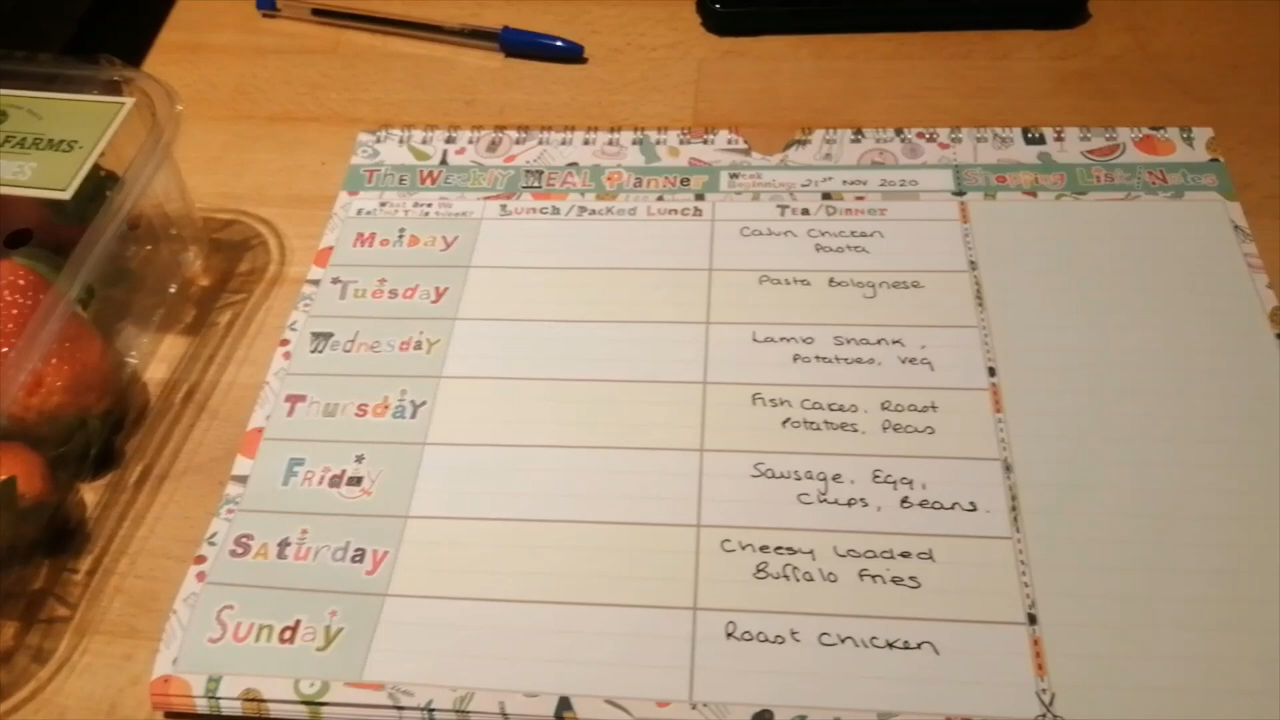 FARMS
The Weekly Meal Planner
Week Beginning: 21st Nov 2020
Shopping List/Notes
What Are We
Eating This Week?
Lunch/Packed Lunch
Tea/Dinner
Monday
Cajun Chicken
Pasta
Tuesday
Pasta Bolognese
Wednesday
Lamb Shank,
Potatoes, Veg
Thursday
Fish Cakes, Roast
Potatoes, Peas
Friday
Sausage, Egg,
Chips, Beans.
Saturday
Cheesy Loaded
Buffalo Fries
Sunday
Roast Chicken